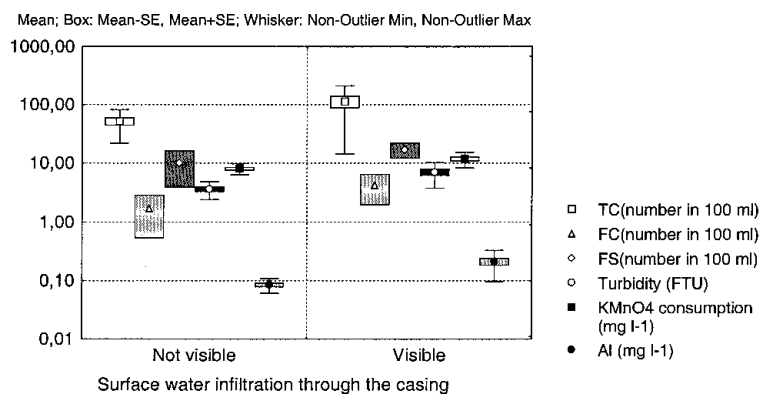 Mean; Box: Mean-SE, Mean+SE; Whisker: Non-Outlier Min, Non-Outlier Max
1000,00
100,00
10,00
1,00
0,10
0,01
Not visible
Visible
Surface water infiltration through the casing
TC(number in 100 ml)
FC(number in 100 ml)
FS(number in 100 ml)
Turbidity (FTU)
KMnO4 consumption
(mg l-1)
Al (mg l-1)